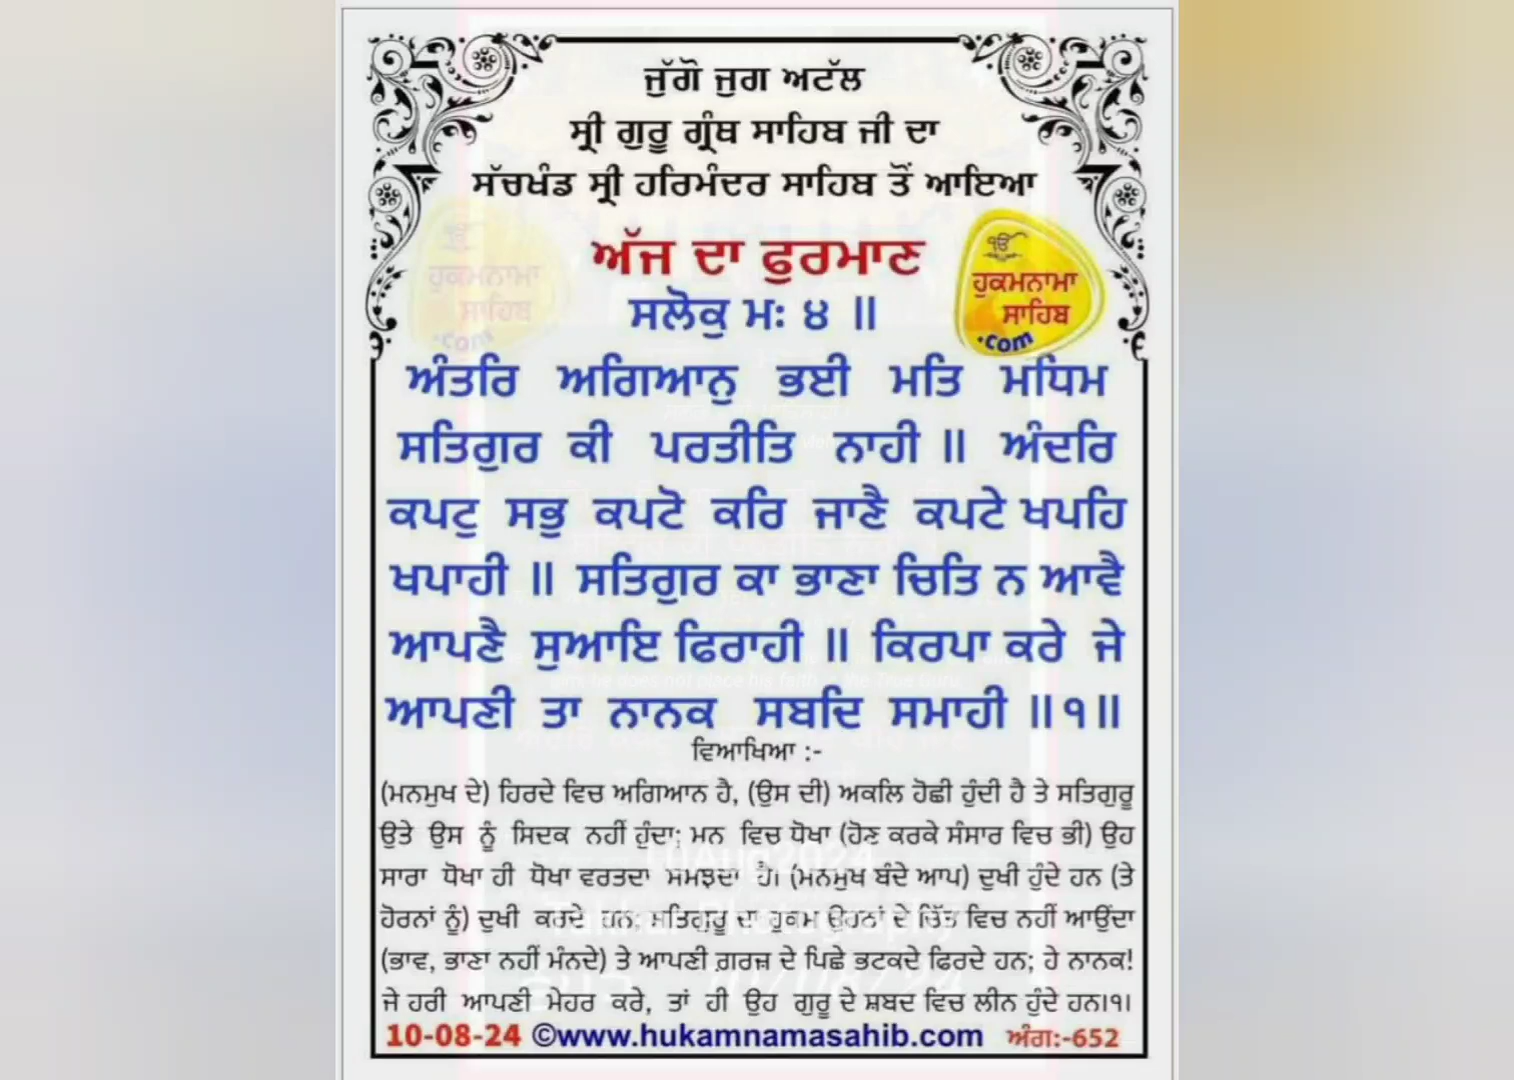 ਜੁੱਗੋ ਜੁਗ ਅਟੱਲ
ਸ੍ਰੀ ਗੁਰੂ ਗ੍ਰੰਥ ਸਾਹਿਬ ਜੀ ਦਾ
ਸੱਚਖੰਡ ਸ੍ਰੀ ਹਰਿਮੰਦਰ ਸਾਹਿਬ ਤੋਂ ਆਇਆ
ਅੱਜ ਦਾ ਫੁਰਮਾਣ
ੴ
ਹੁਕਮਨਾਮਾ
ਸਾਹਿਬ
.com
ਸਲੋਕੁ ਮਃ ੪ ॥
ਅੰਤਰਿ ਅਗਿਆਨੁ ਭਈ ਮਤਿ ਮਧਿਮ
ਸਤਿਗੁਰ ਕੀ ਪਰਤੀਤਿ ਨਾਹੀ ॥ ਅੰਦਰਿ
ਕਪਟੁ ਸਭੁ ਕਪਟੋ ਕਰਿ ਜਾਣੈ ਕਪਟੇ ਖਪਹਿ
ਖਪਾਹੀ ॥ ਸਤਿਗੁਰ ਕਾ ਭਾਣਾ ਚਿਤਿ ਨ ਆਵੈ
ਆਪਣੈ ਸੁਆਇ ਫਿਰਾਹੀ ॥ ਕਿਰਪਾ ਕਰੇ ਜੇ
ਆਪਣੀ ਤਾ ਨਾਨਕ ਸਬਦਿ ਸਮਾਹੀ ॥੧॥
ਵਿਆਖਿਆ :-
(ਮਨਮੁਖ ਦੇ) ਹਿਰਦੇ ਵਿਚ ਅਗਿਆਨ ਹੈ, (ਉਸ ਦੀ) ਅਕਲਿ ਹੋਛੀ ਹੁੰਦੀ ਹੈ ਤੇ ਸਤਿਗੁਰੂ
ਉਤੇ ਉਸ ਨੂੰ ਸਿਦਕ ਨਹੀਂ ਹੁੰਦਾ; ਮਨ ਵਿਚ ਧੋਖਾ (ਹੋਣ ਕਰਕੇ ਸੰਸਾਰ ਵਿਚ ਭੀ) ਉਹ
ਸਾਰਾ ਧੋਖਾ ਹੀ ਧੋਖਾ ਵਰਤਦਾ ਸਮਝਦਾ ਹੈ। (ਮਨਮੁਖ ਬੰਦੇ ਆਪ) ਦੁਖੀ ਹੁੰਦੇ ਹਨ (ਤੇ
ਹੋਰਨਾਂ ਨੂੰ) ਦੁਖੀ ਕਰਦੇ ਹਨ; ਸਤਿਗੁਰੂ ਦਾ ਹੁਕਮ ਉਹਨਾਂ ਦੇ ਚਿੱਤ ਵਿਚ ਨਹੀਂ ਆਉਂਦਾ
(ਭਾਵ, ਭਾਣਾ ਨਹੀਂ ਮੰਨਦੇ) ਤੇ ਆਪਣੀ ਗ਼ਰਜ਼ ਦੇ ਪਿਛੇ ਭਟਕਦੇ ਫਿਰਦੇ ਹਨ; ਹੇ ਨਾਨਕ!
ਜੇ ਹਰੀ ਆਪਣੀ ਮੇਹਰ ਕਰੇ, ਤਾਂ ਹੀ ਉਹ ਗੁਰੂ ਦੇ ਸ਼ਬਦ ਵਿਚ ਲੀਨ ਹੁੰਦੇ ਹਨ।੧।
10-08-24 ©www.hukamnamasahib.com ਅੰਗ:-652
10Aug2024